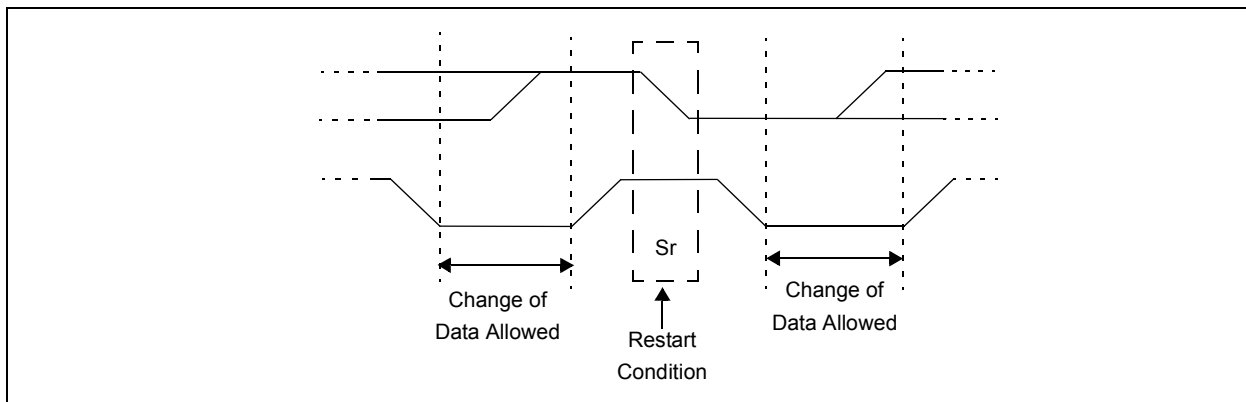 Sr
Change of
Data Allowed
Restart
Condition
Change of
Data Allowed